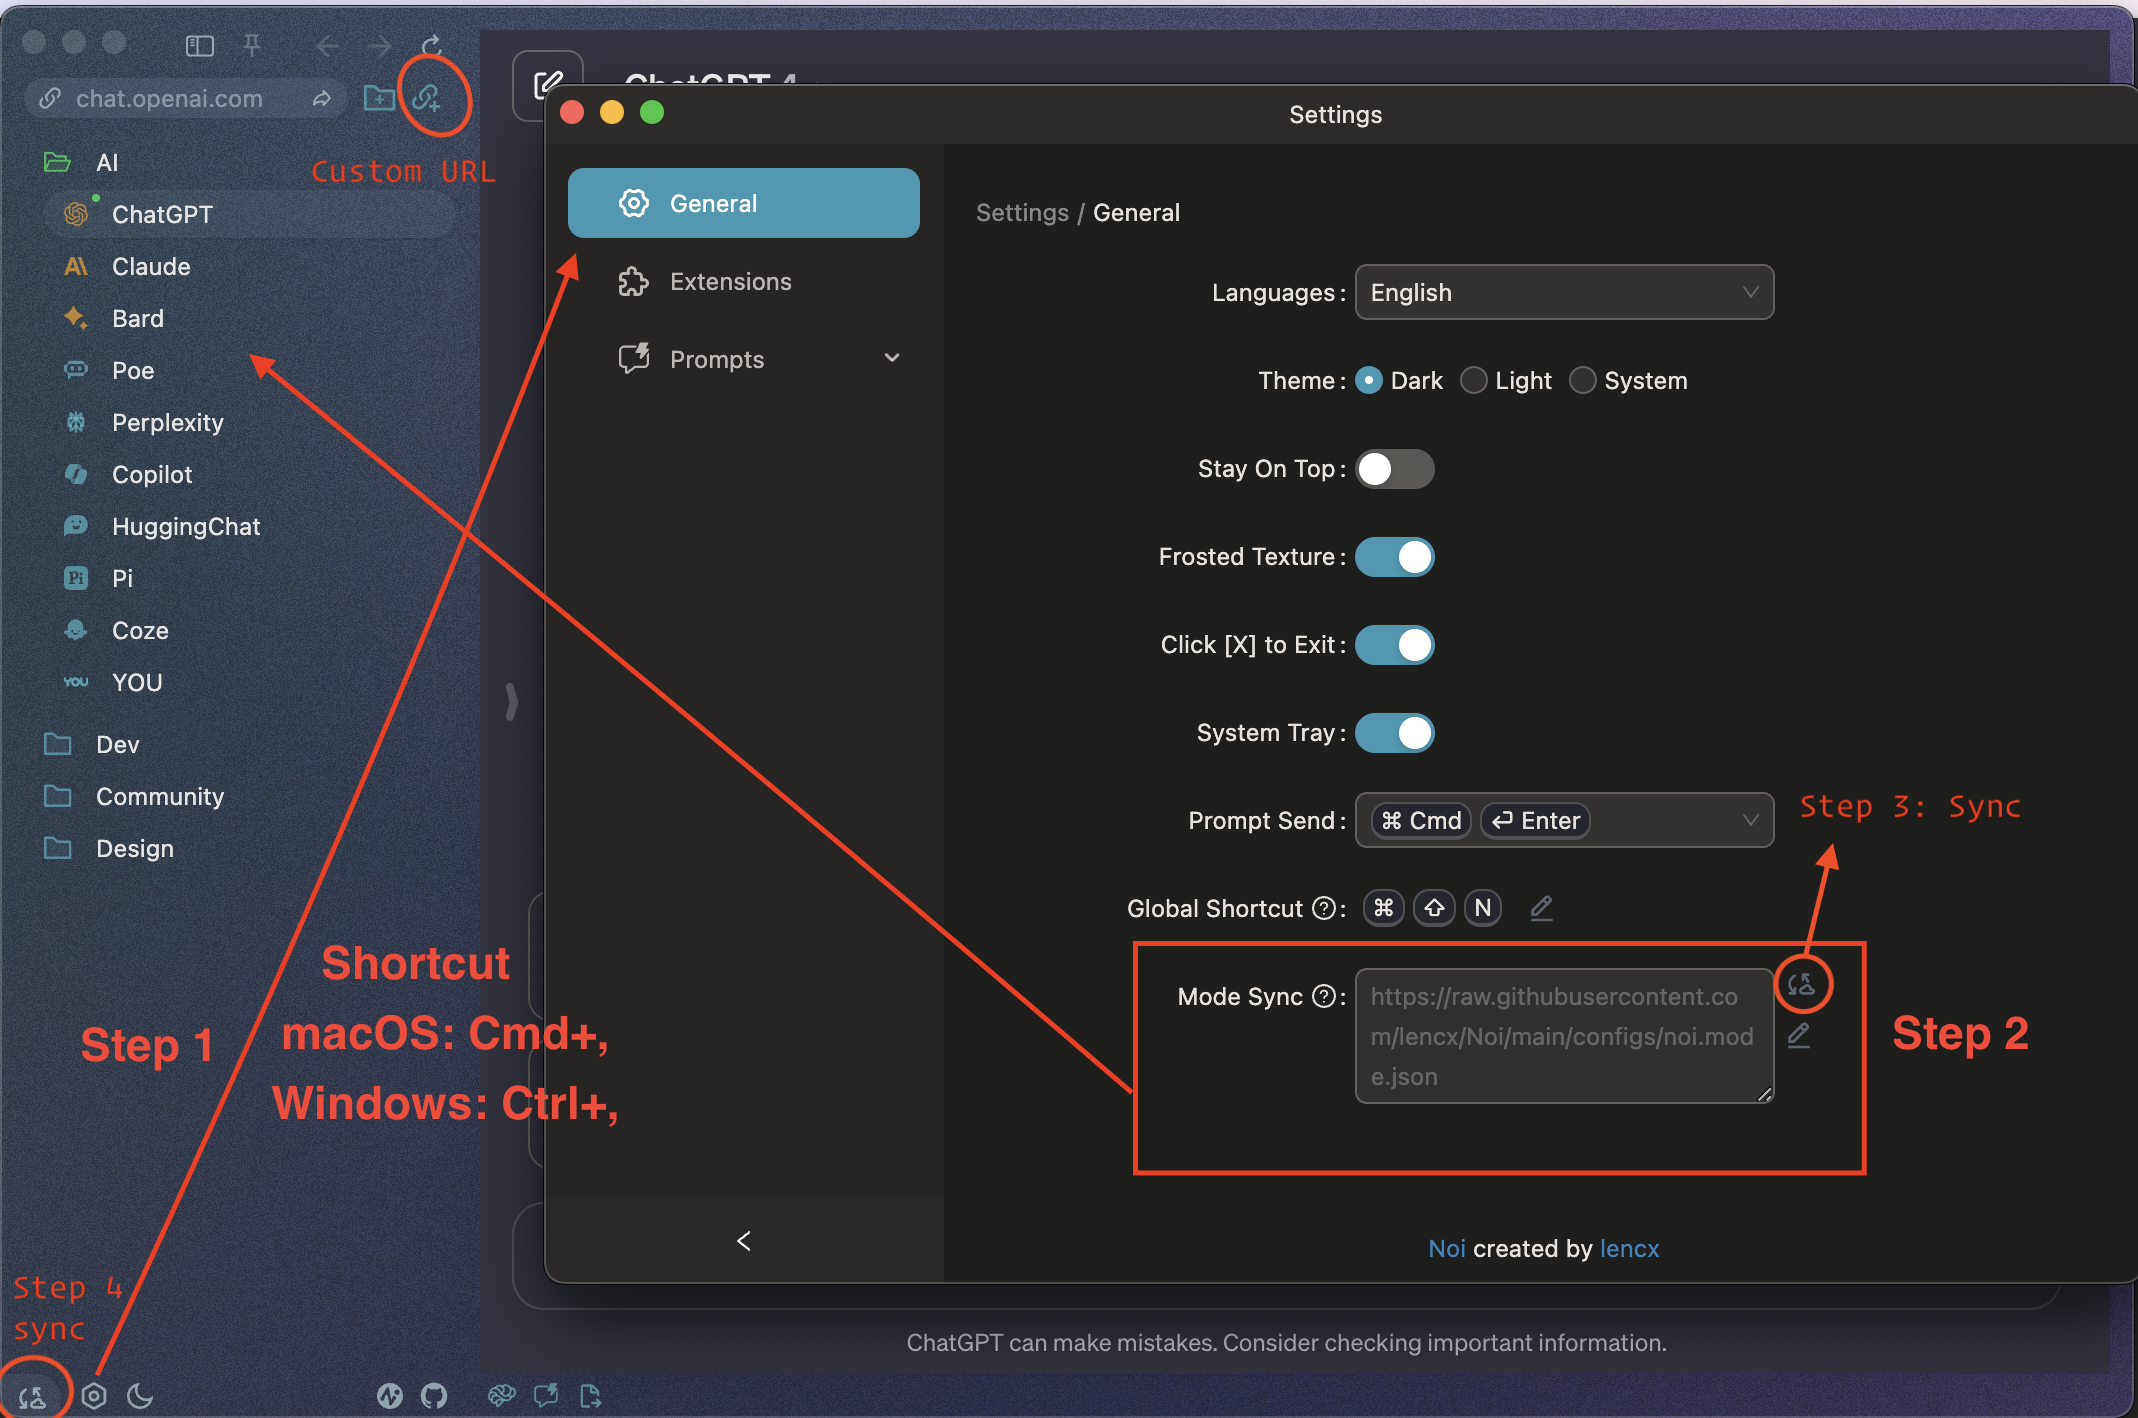 chat.openai.com
Custom URL
AI
ChatGPT
Claude
Bard
Poe
Perplexity
Copilot
HuggingChat
Pi
Pi
Coze
YOU
YOU
Dev
Community
Design
Step 1
Shortcut
macOS: Cmd+,
Windows: Ctrl+,
Step 4
sync
ChatGPT 4
Settings
General
Extensions
Prompts
Settings / General
Languages: English
Theme: Dark Light System
Stay On Top:
Frosted Texture:
Click [X] to Exit:
System Tray:
Prompt Send: ⌘ Cmd Enter
Step 3: Sync
Global Shortcut ?: ⌘ N
Mode Sync ?: https://raw.githubusercontent.co
m/lencx/Noi/main/configs/noi.mod
e.json
Step 2
Noi created by lencx
ChatGPT can make mistakes. Consider checking important information.